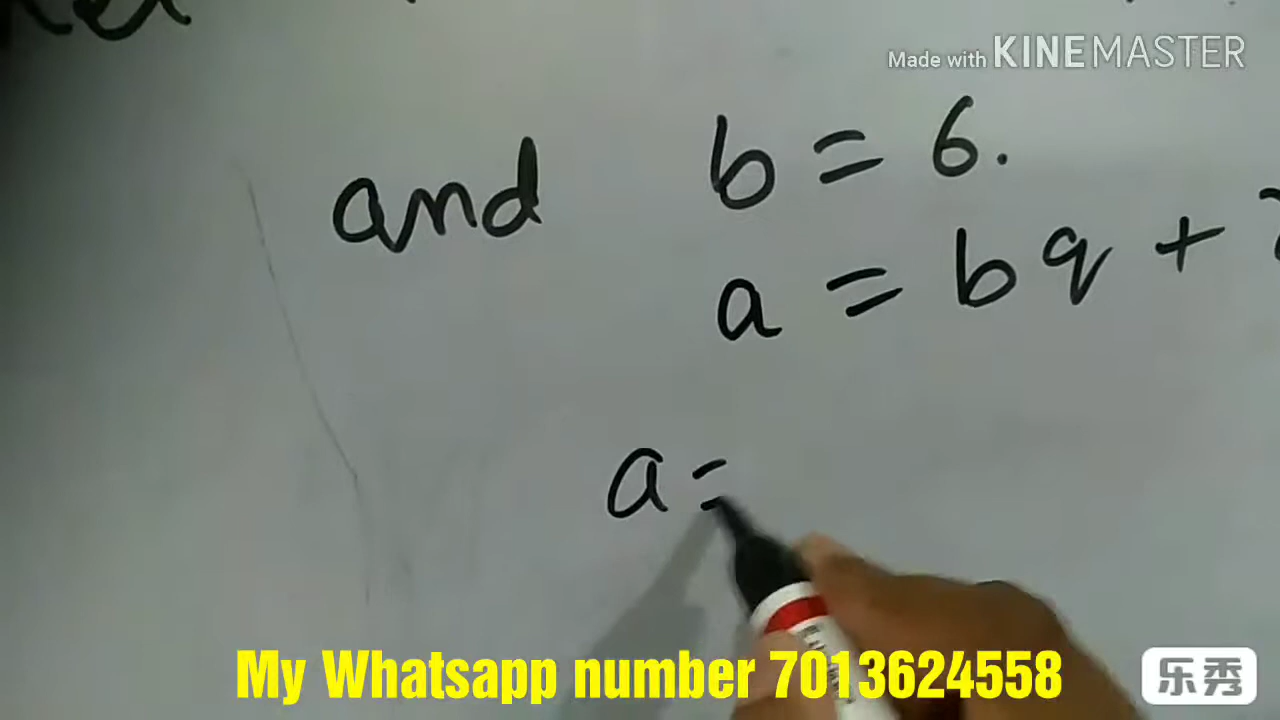 Made with KINEMASTER
and b = 6.
a = bq +
a =
My Whatsapp number 7013624558
乐秀